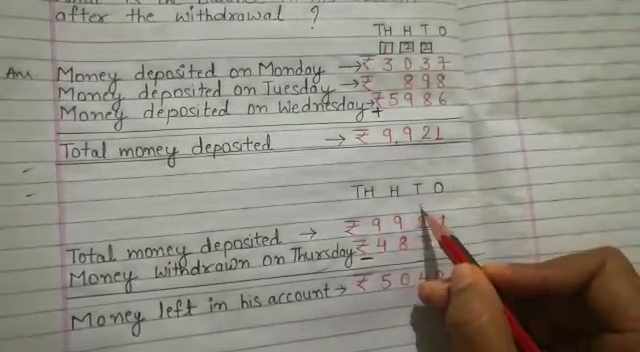 after the withdrawal ?
TH H T O
1 2 2
Ans Money deposited on Monday → ₹ 3 0 3 7
Money deposited on Tuesday → ₹ 8 9 8
Money deposited on Wednesday → ₹ 5 9 8 6
+
Total money deposited → ₹ 9,9 2 1
TH H T O
Total money deposited → ₹ 9 9
Money withdrawn on Thursday ₹ 4 8
−
Money left in his account → ₹ 5 0